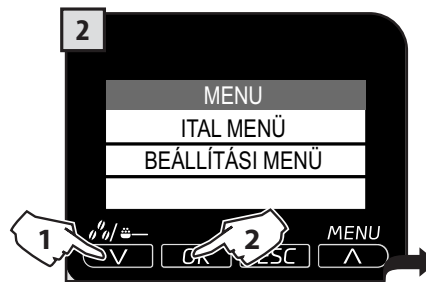 2
MENU
ITAL MENÜ
BEÁLLÍTÁSI MENÜ
MENU
1
OK
2
ESC